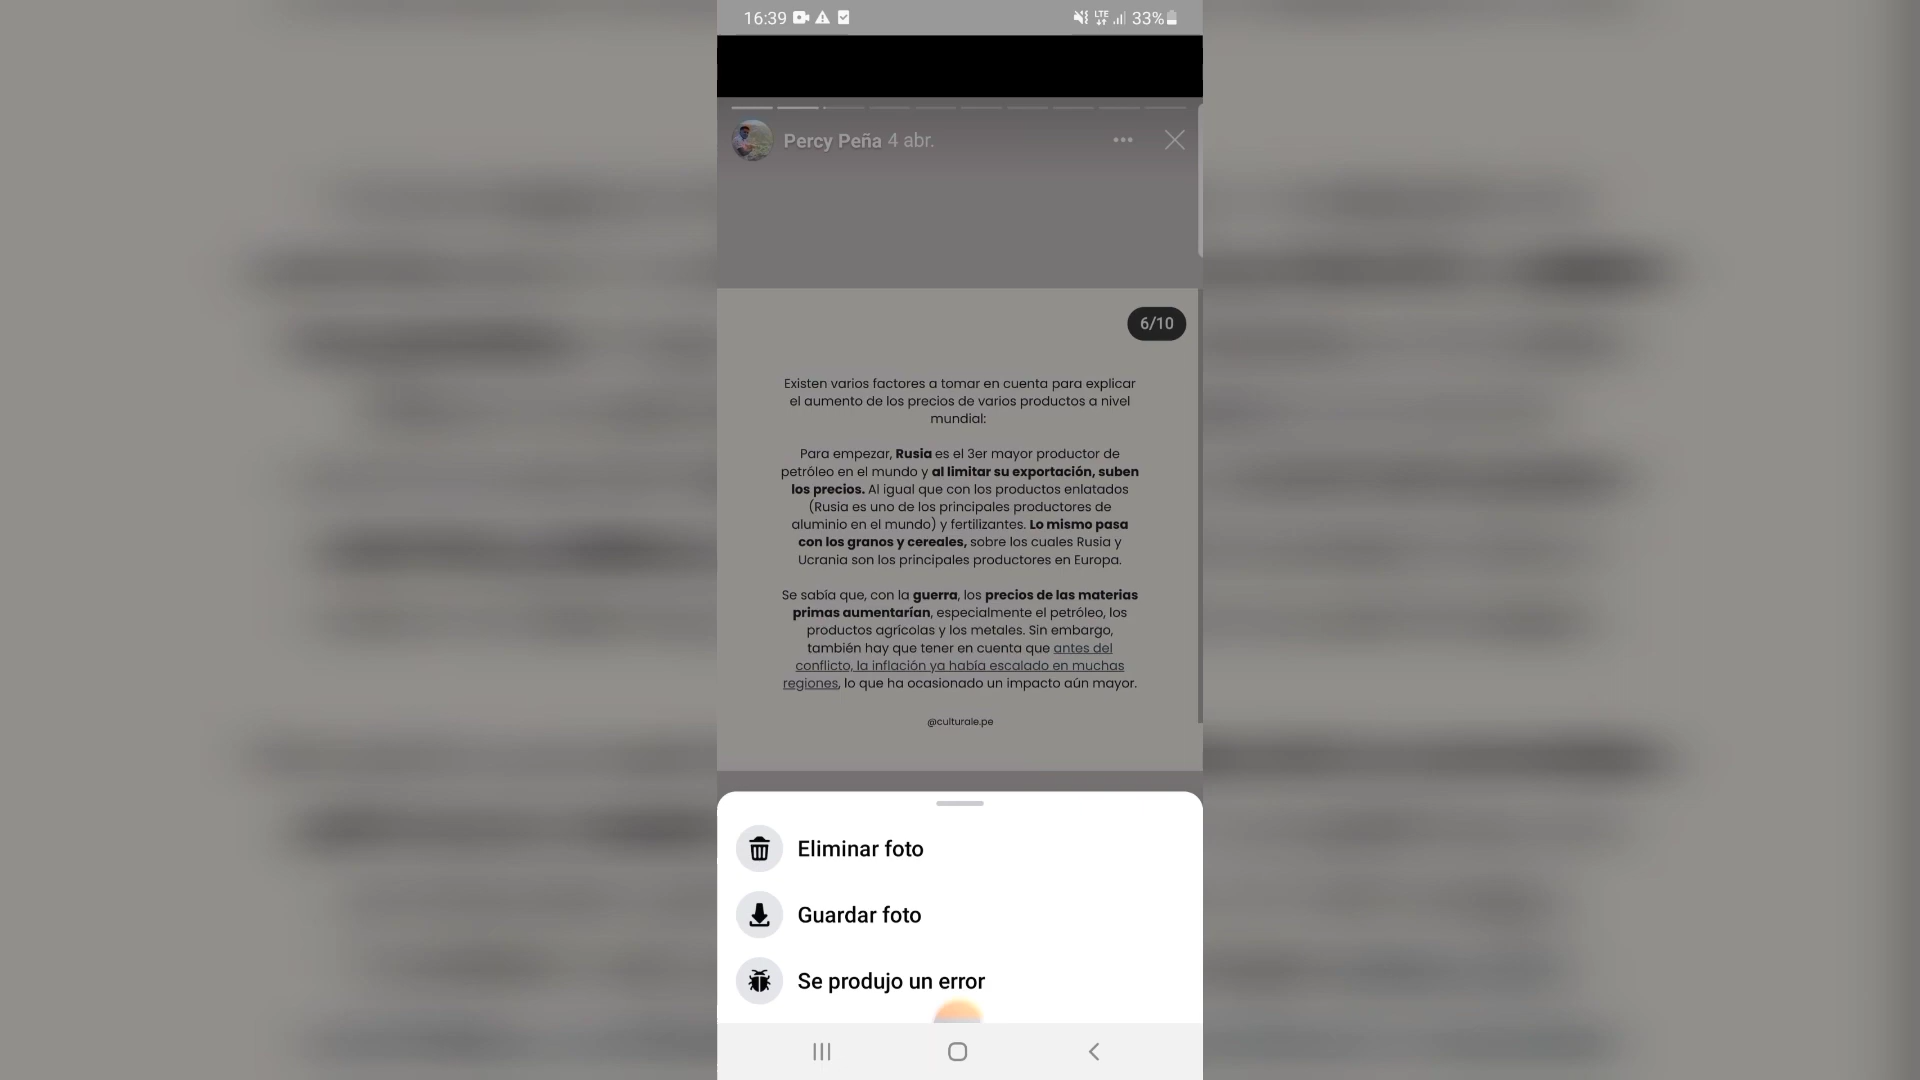 16:39
LTE
33%
Percy Peña 4 abr.
6/10
Existen varios factores a tomar en cuenta para explicar
el aumento de los precios de varios productos a nivel
mundial:
Para empezar, Rusia es el 3er mayor productor de
petróleo en el mundo y al limitar su exportación, suben
los precios. Al igual que con los productos enlatados
(Rusia es uno de los principales productores de
aluminio en el mundo) y fertilizantes. Lo mismo pasa
con los granos y cereales, sobre los cuales Rusia y
Ucrania son los principales productores en Europa.
Se sabía que, con la guerra, los precios de las materias
primas aumentarían, especialmente el petróleo, los
productos agrícolas y los metales. Sin embargo,
también hay que tener en cuenta que antes del
conflicto, la inflación ya había escalado en muchas
regiones, lo que ha ocasionado un impacto aún mayor.
@culturale.pe
Eliminar foto
Guardar foto
Se produjo un error